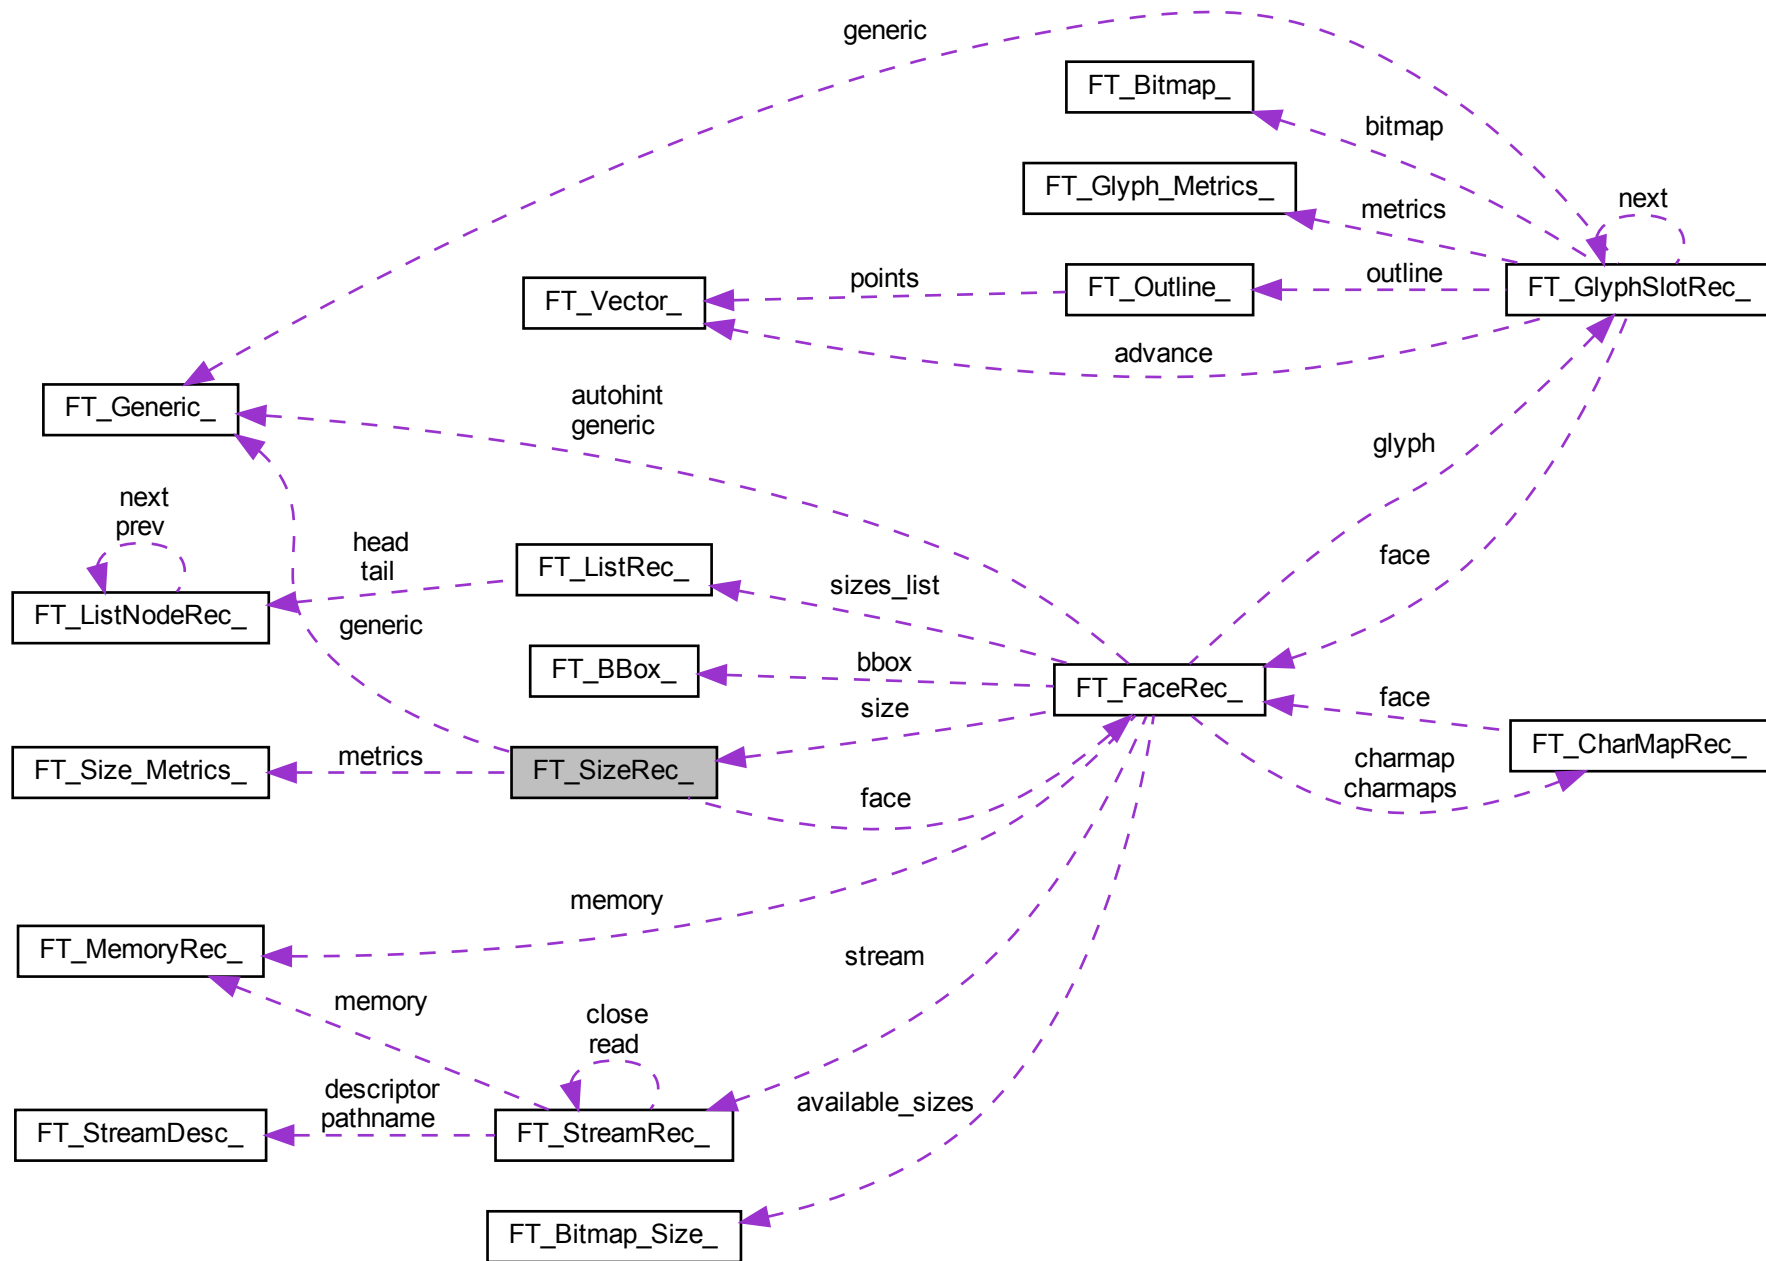 generic
FT_Bitmap_
bitmap
FT_Glyph_Metrics_
metrics
next
FT_Vector_
points
FT_Outline_
outline
FT_GlyphSlotRec_
advance
FT_Generic_
autohint
generic
glyph
next
prev
head
tail
FT_ListRec_
sizes_list
face
FT_ListNodeRec_
generic
FT_BBox_
bbox
FT_FaceRec_
size
face
FT_Size_Metrics_
metrics
FT_SizeRec_
face
charmap
charmaps
FT_CharMapRec_
memory
FT_MemoryRec_
stream
memory
close
read
descriptor
pathname
available_sizes
FT_StreamDesc_
FT_StreamRec_
FT_Bitmap_Size_